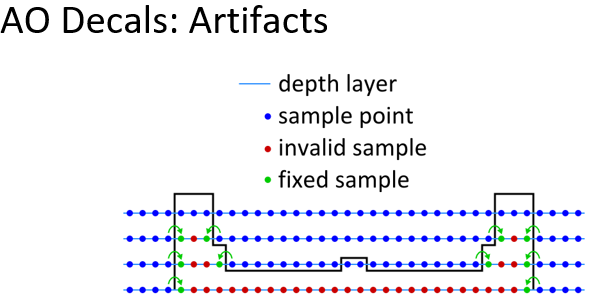 AO Decals: Artifacts
depth layer
sample point
invalid sample
fixed sample